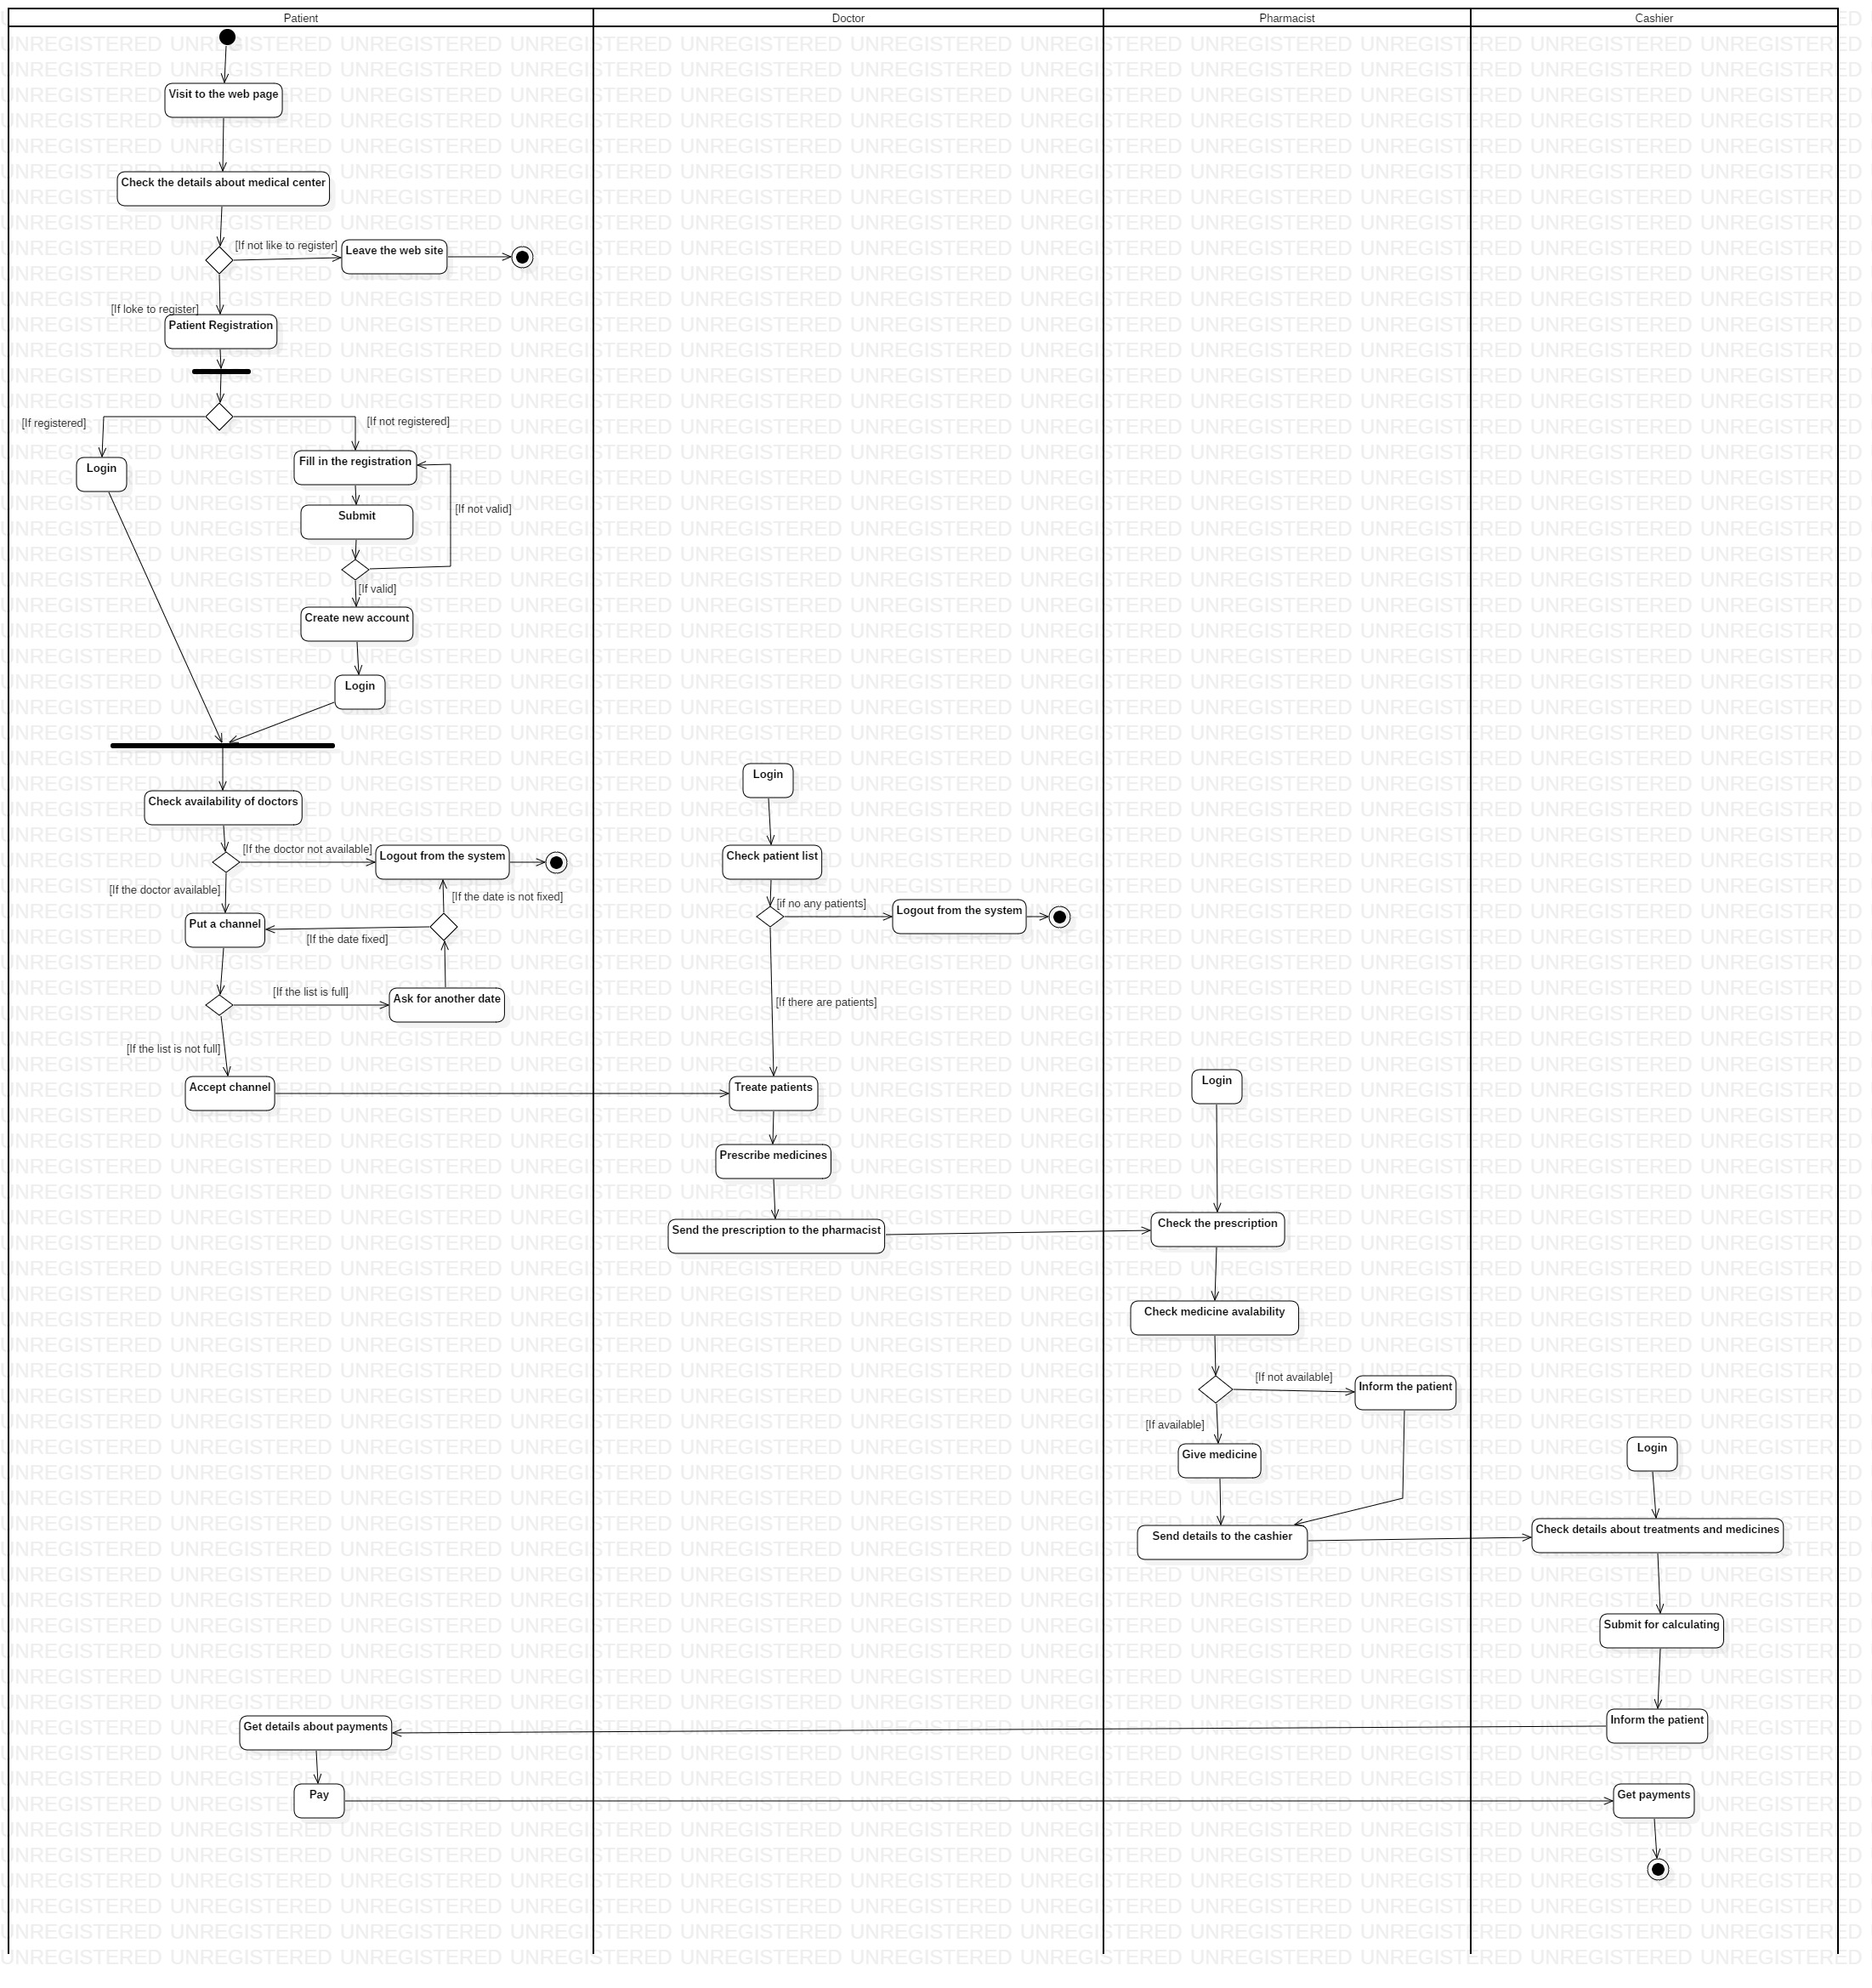 Patient
Doctor
Pharmacist
Cashier
Visit to the web page
Check the details about medical center
[If not like to register]
Leave the web site
[If loke to register]
Patient Registration
[If registered]
[If not registered]
Login
Fill in the registration
Submit
[If not valid]
[If valid]
Create new account
Login
Check availability of doctors
[If the doctor not available]
Logout from the system
[If the doctor available]
[If the date is not fixed]
Put a channel
[If the date fixed]
[If the list is full]
Ask for another date
[If the list is not full]
Accept channel
Login
Check patient list
[if no any patients]
Logout from the system
[If there are patients]
Treate patients
Prescribe medicines
Send the prescription to the pharmacist
Login
Check the prescription
Check medicine avalability
[If not available]
Inform the patient
[If available]
Give medicine
Send details to the cashier
Login
Check details about treatments and medicines
Submit for calculating
Inform the patient
Get details about payments
Pay
Get payments
UNREGISTERED